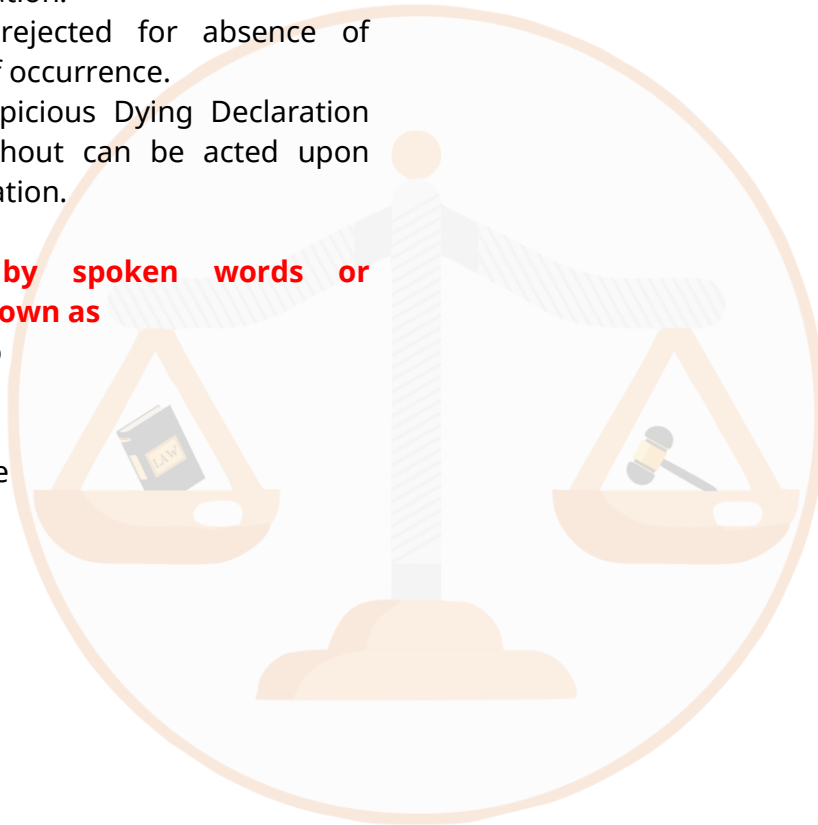 rejected for absence of
occurrence.
picious Dying Declaration
hout can be acted upon
ation.
by spoken words or
own as
LAW